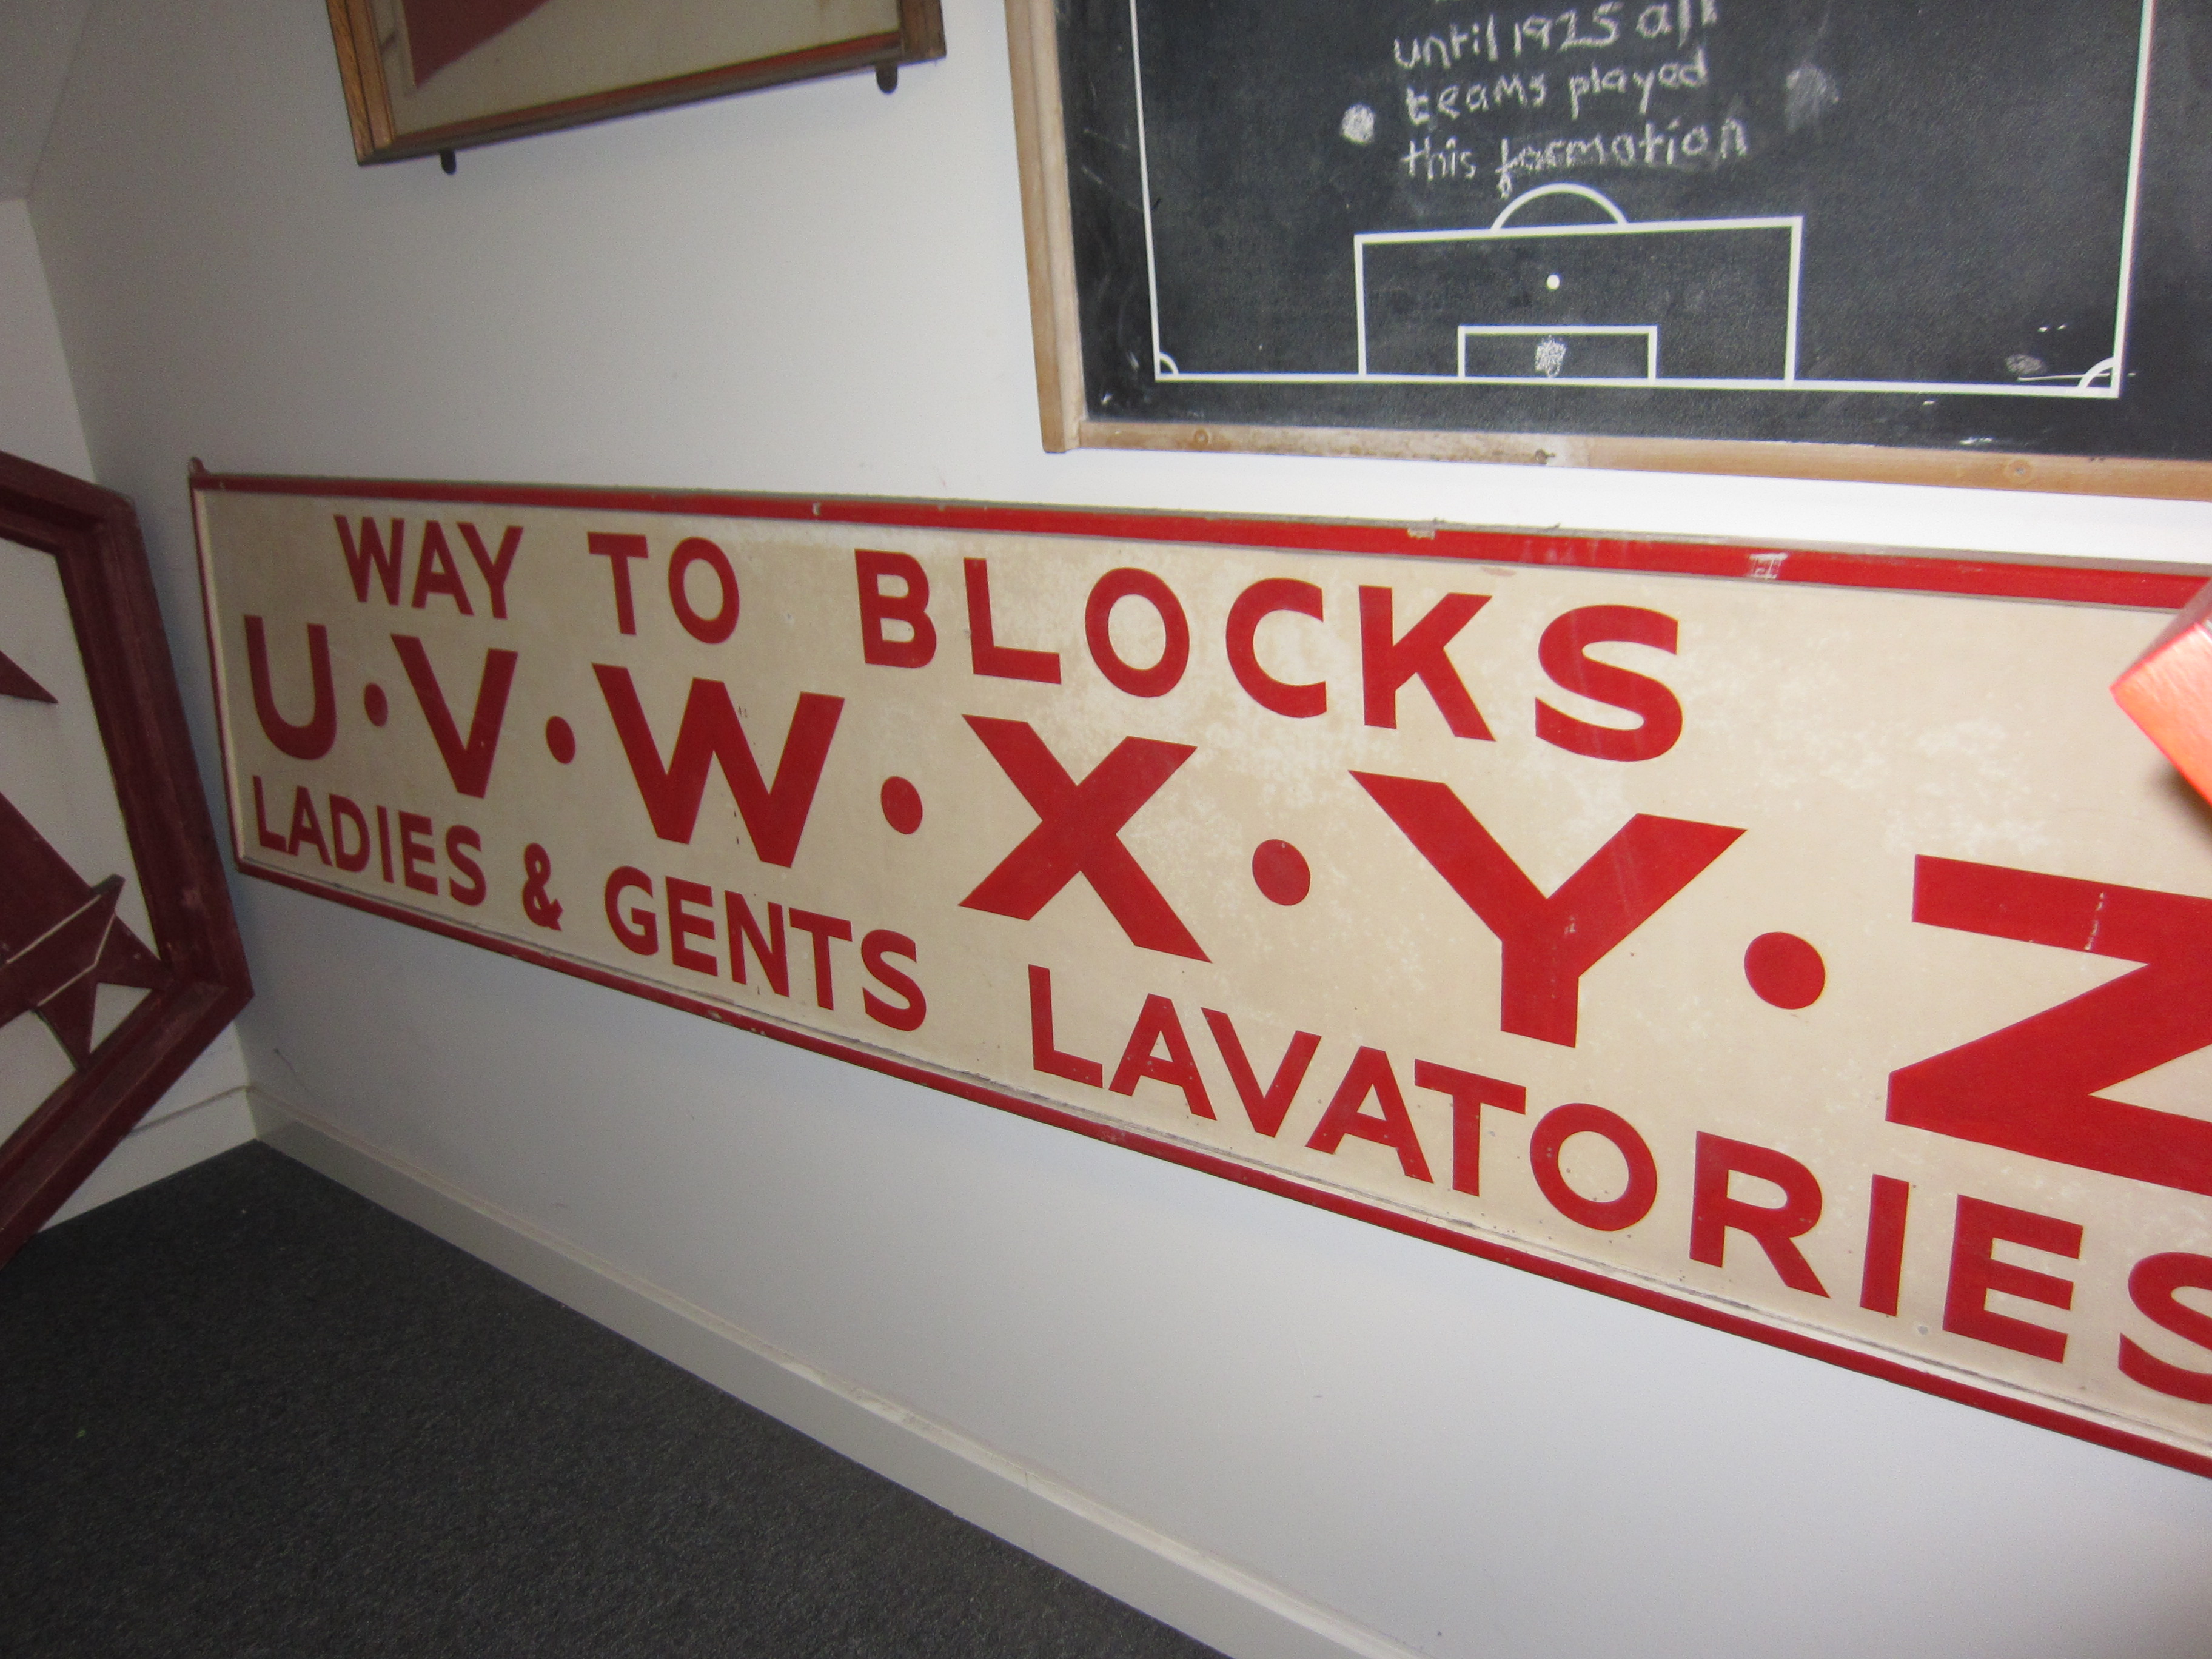 until 1925 all
teams played
this formation
WAY TO BLOCKS
U·V·W·X·Y·Z
LADIES & GENTS LAVATORIES